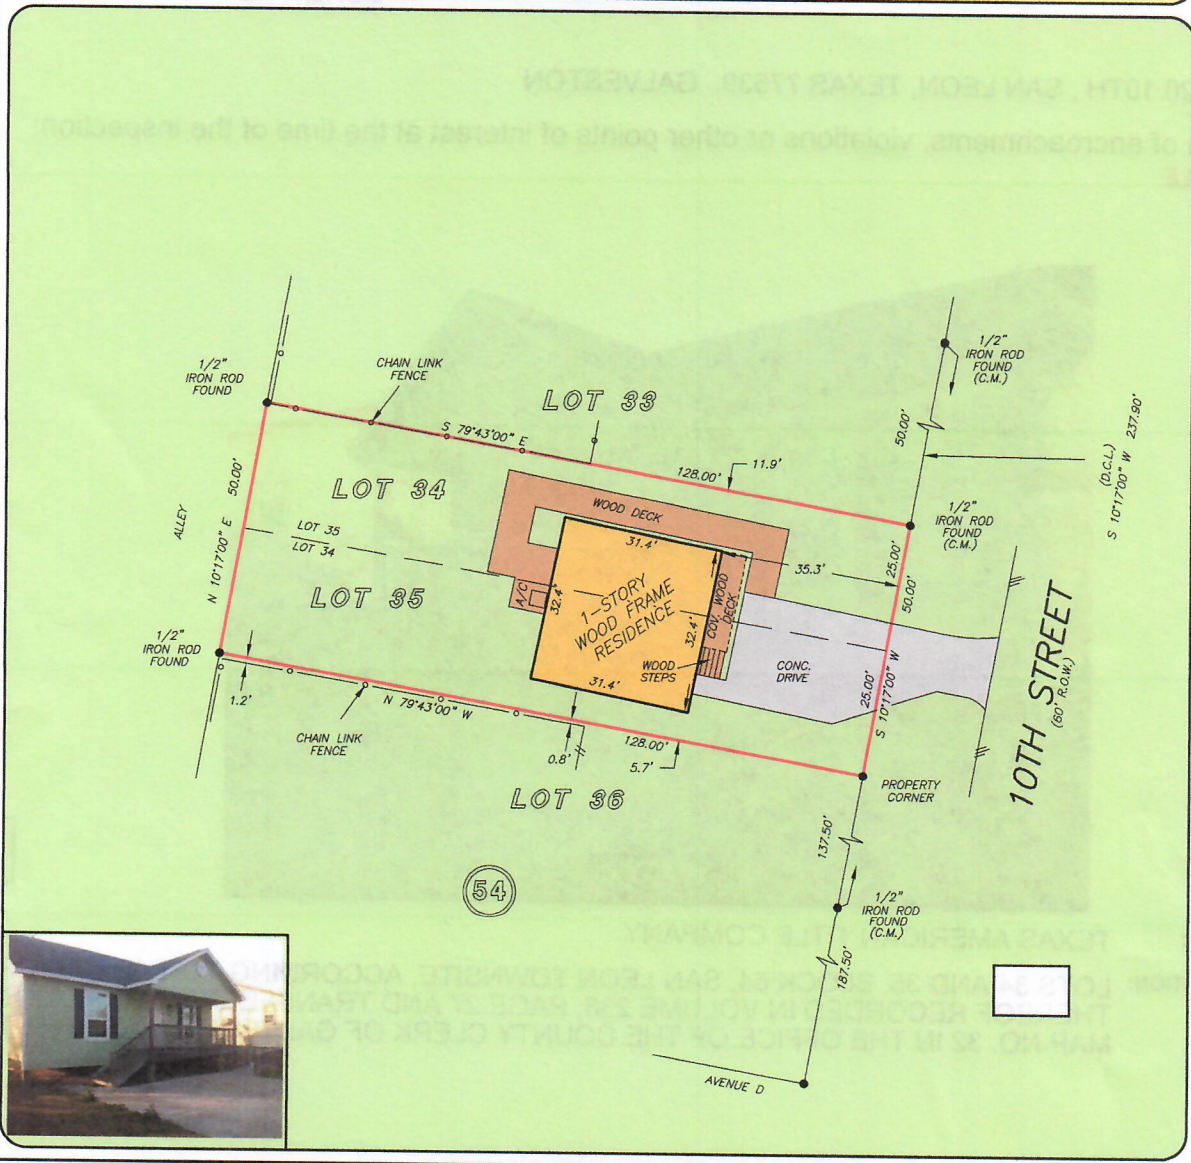 1/2"
IRON ROD
FOUND
CHAIN LINK
FENCE
LOT 33
1/2"
IRON ROD
FOUND
(C.M.)
50.00'
(D.C.L.)
S 10°17'00" W 237.90'
S 79°43'00" E
128.00'
11.9'
LOT 34
WOOD DECK
1/2"
IRON ROD
FOUND
(C.M.)
ALLEY
N 10°17'00" E 50.00'
LOT 35
LOT 34
31.4'
35.3'
25.00'
50.00'
LOT 35
A/C
32.4'
1-STORY
WOOD FRAME
RESIDENCE
32.4'
COV. WOOD
DECK
WOOD
STEPS
CONC.
DRIVE
25.00'
S 10°17'00" W
10TH STREET
(60' R.O.W.)
1/2"
IRON ROD
FOUND
1.2'
N 79°43'00" W
31.4'
CHAIN LINK
FENCE
0.8'
128.00'
5.7'
LOT 36
PROPERTY
CORNER
137.50'
54
1/2"
IRON ROD
FOUND
(C.M.)
187.50'
AVENUE D
20 10TH , SAN LEON, TEXAS 77539 GALVESTON
of encroachments, violations or other points of interest at the time of the inspection:
LE
TEXAS AMERICAN TITLE COMPANY
LOTS 34 AND 35, BLOCK 54, SAN LEON TOWNSITE, ACCORDING
THEREOF RECORDED IN VOLUME 238, PAGE 27 AND TRAN
MAP NO. 32 IN THE OFFICE OF THE COUNTY CLERK OF GA